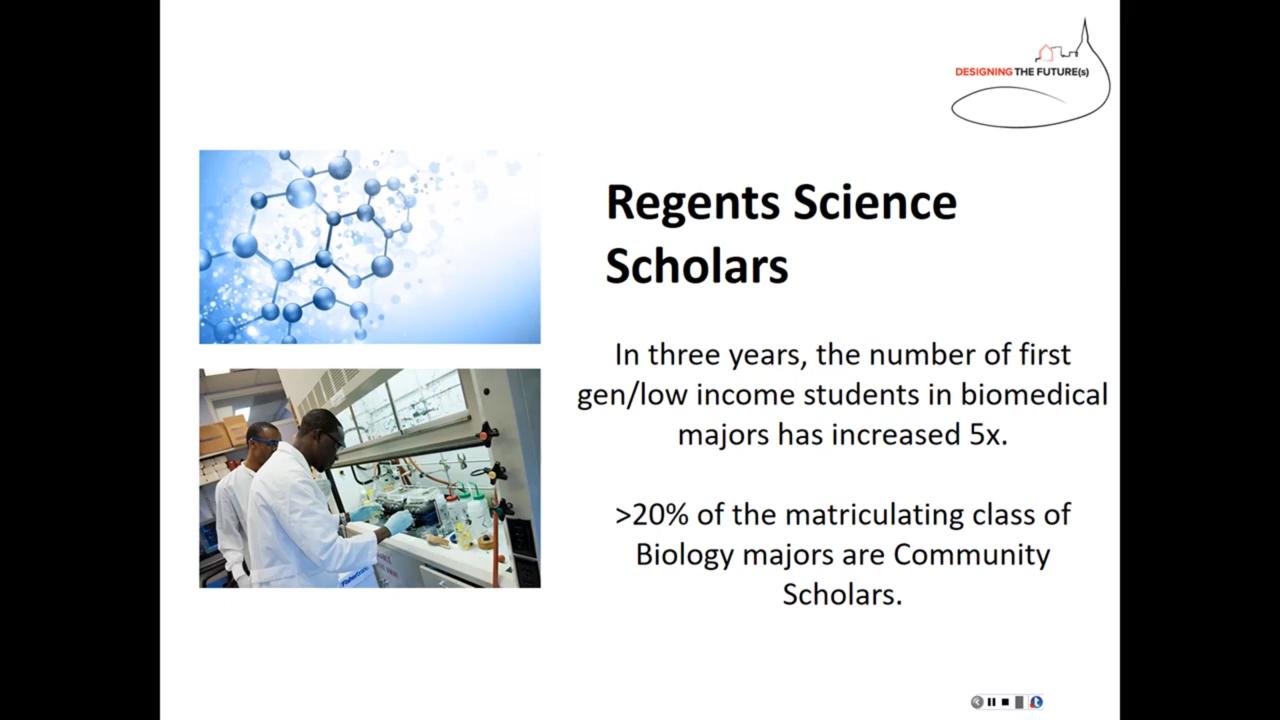 DESIGNING THE FUTURE(s)
Regents Science
Scholars
In three years, the number of first
gen/low income students in biomedical
majors has increased 5x.
>20% of the matriculating class of
Biology majors are Community
Scholars.